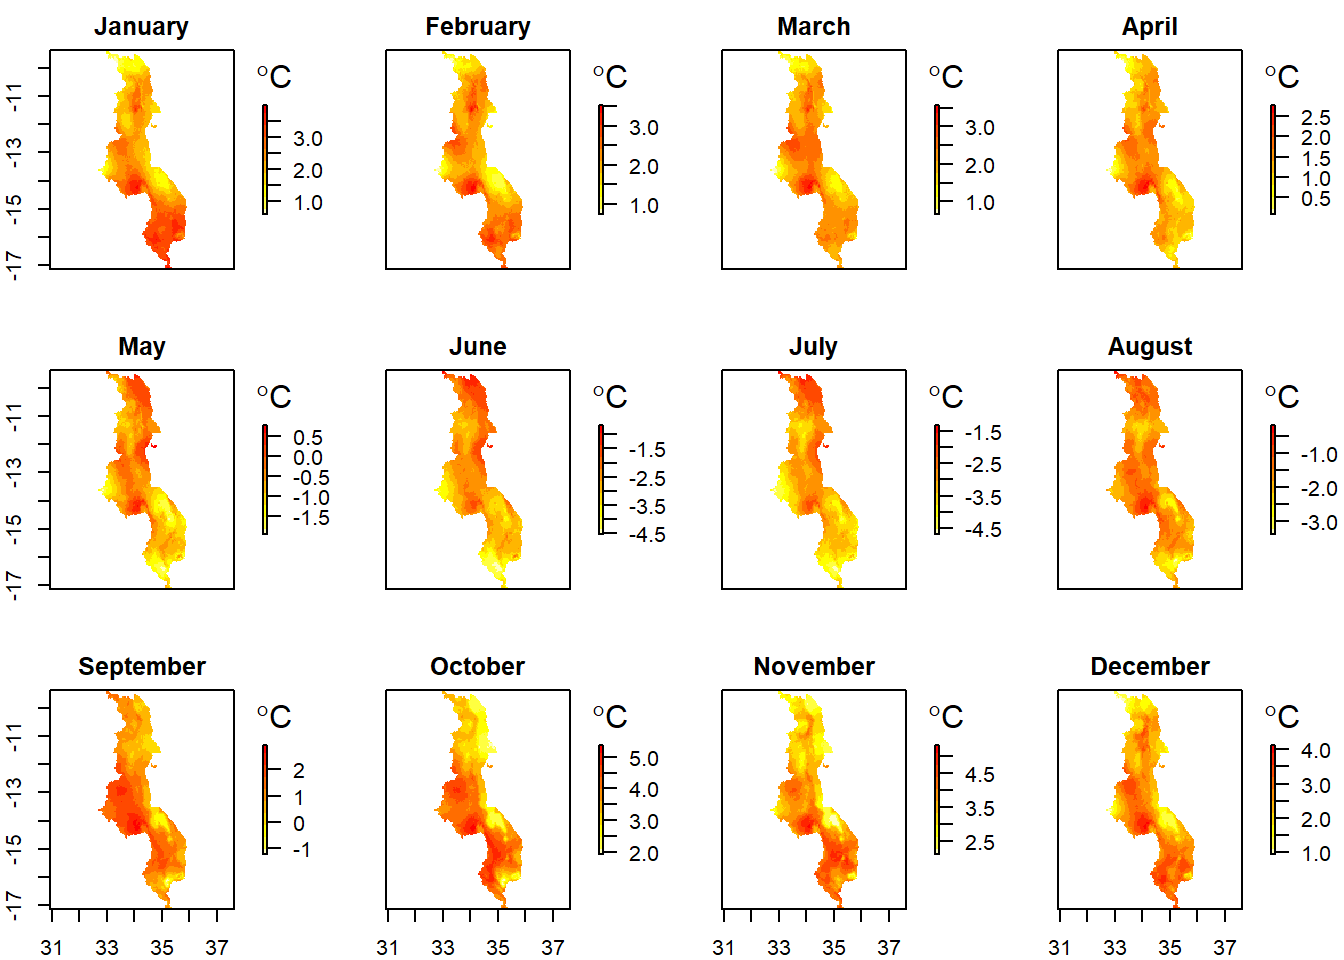 January February March April
°C °C °C °C
-11 -13 -15 -17
3.0 2.0 1.0
3.0 2.0 1.0
3.0 2.0 1.0
2.5 2.0 1.5 1.0 0.5
May June July August
°C °C °C °C
-11 -13 -15 -17
0.5 0.0 -0.5 -1.0 -1.5
-1.5 -2.5 -3.5 -4.5
-1.5 -2.5 -3.5 -4.5
-1.0 -2.0 -3.0
September October November December
°C °C °C °C
-11 -13 -15 -17
2 1 0 -1
5.0 4.0 3.0 2.0
4.5 3.5 2.5
4.0 3.0 2.0 1.0
31 33 35 37 31 33 35 37 31 33 35 37 31 33 35 37